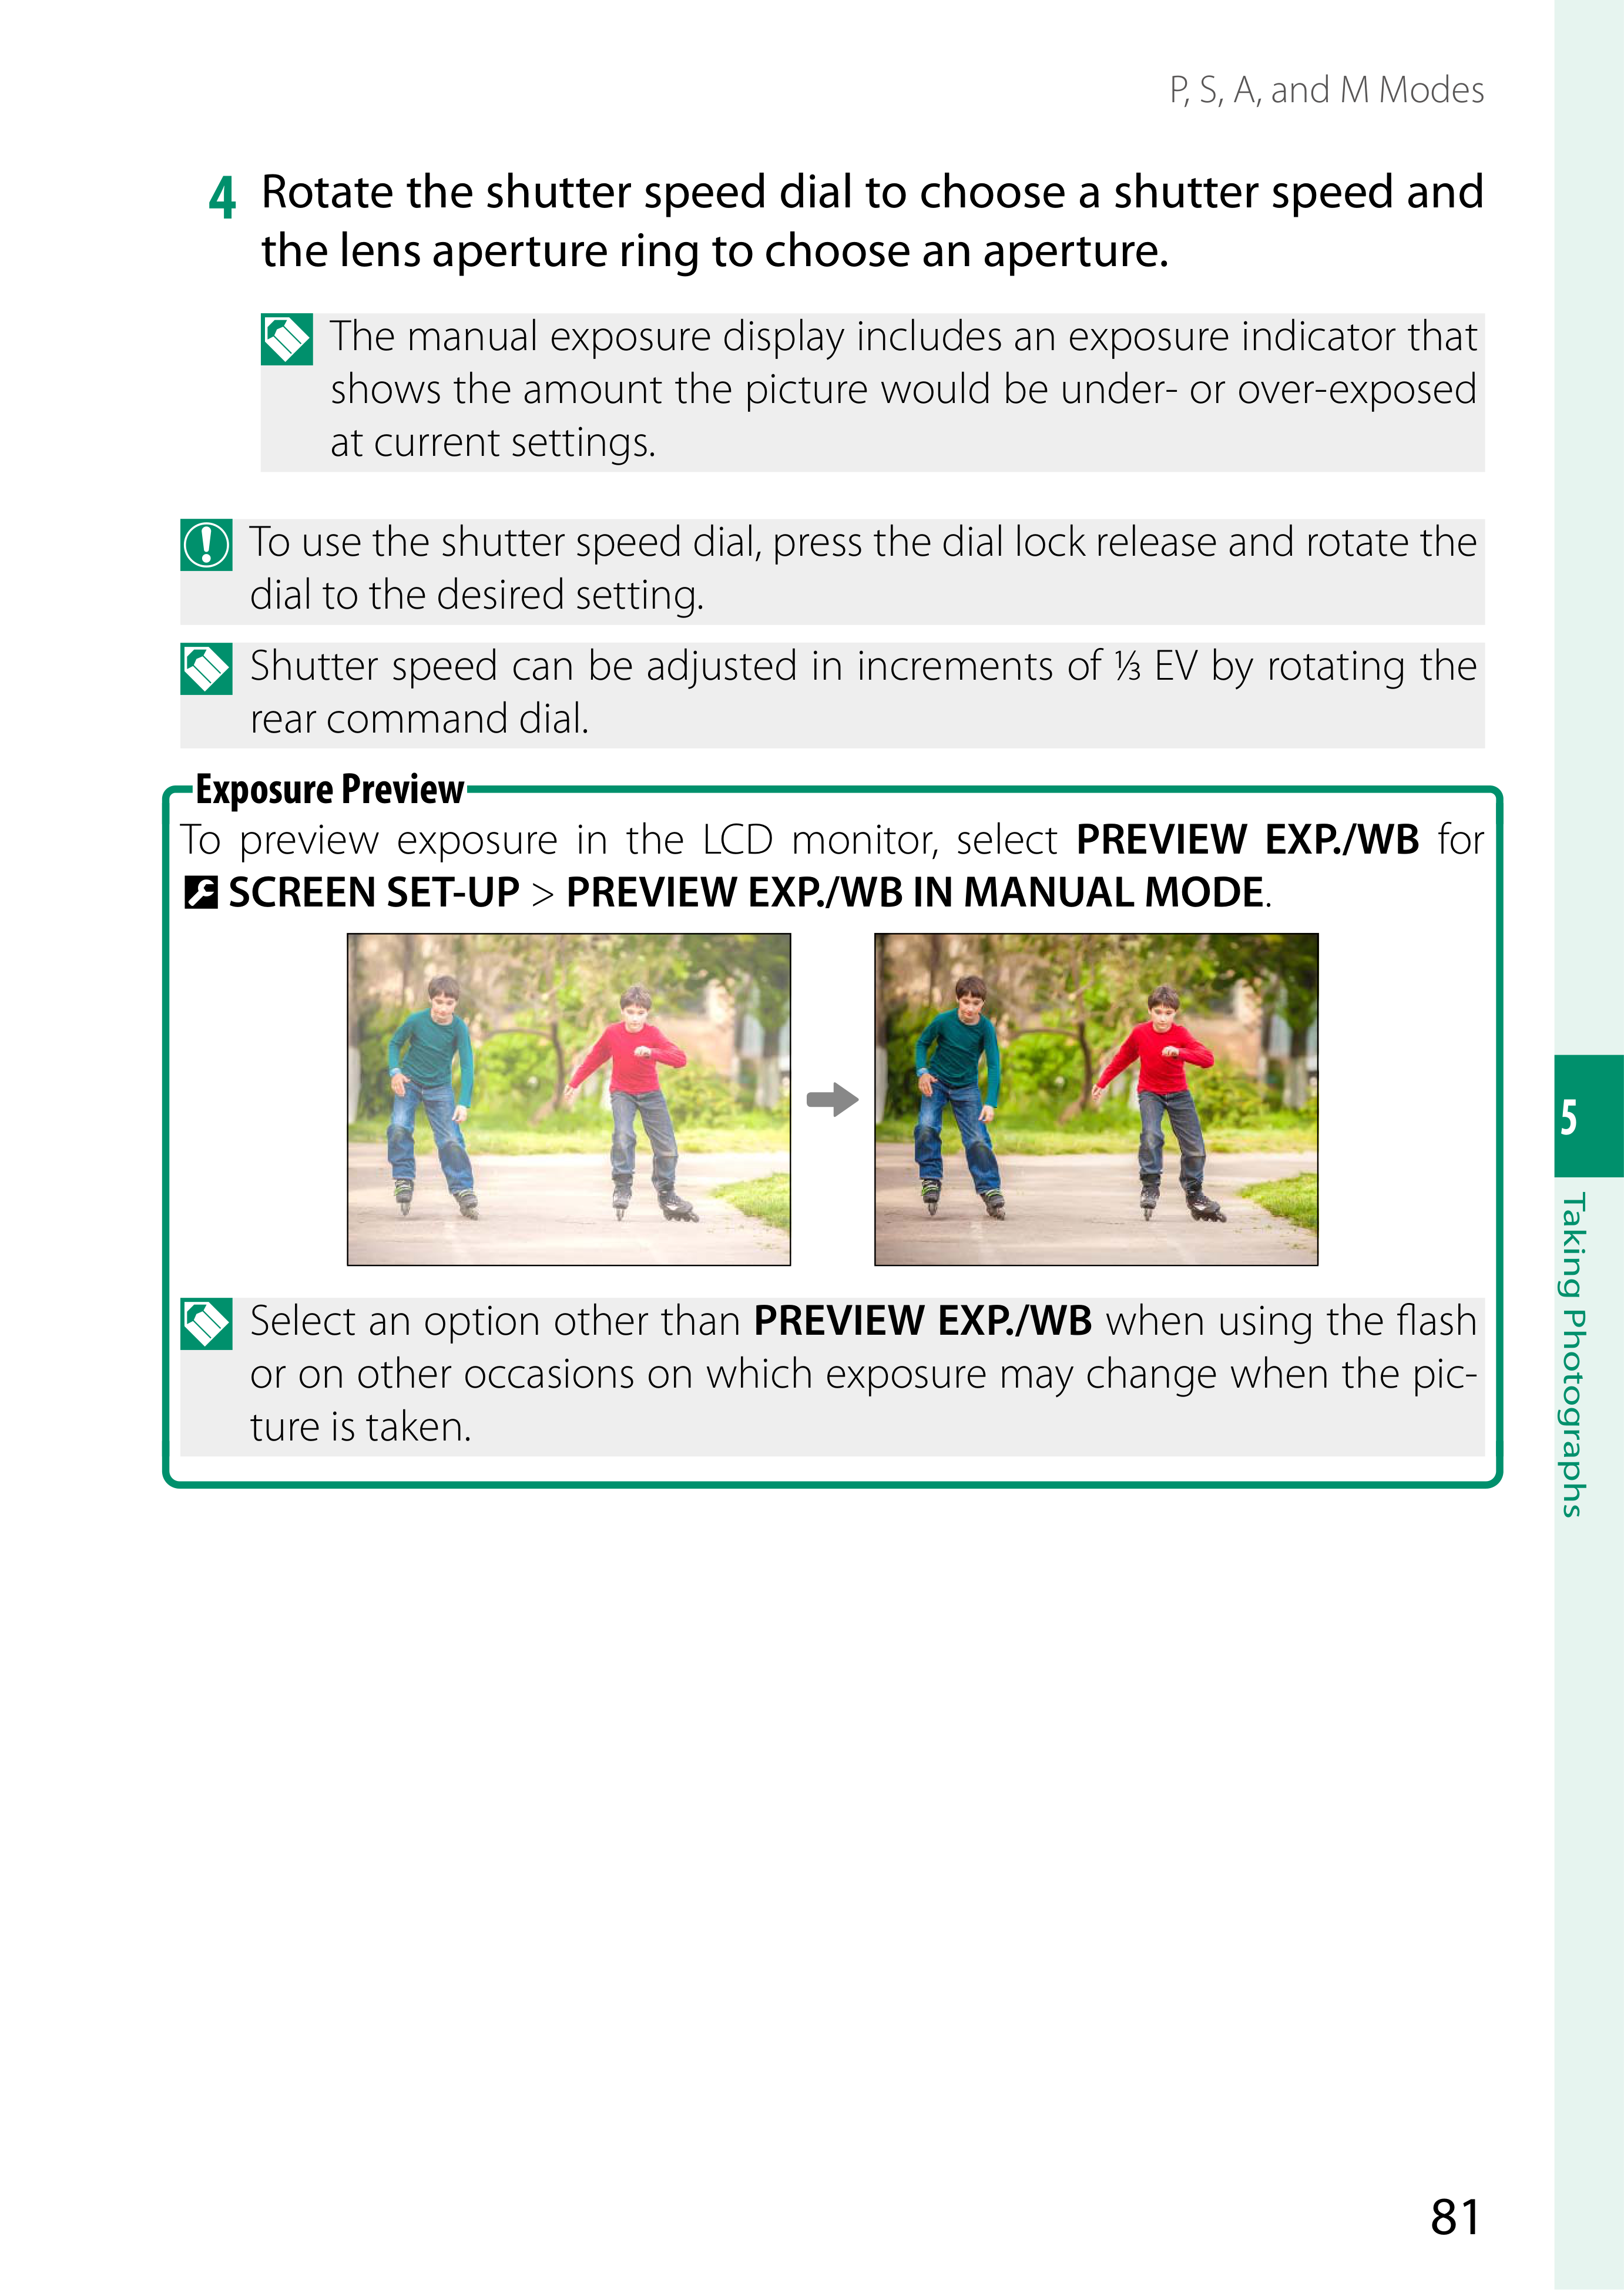 P, S, A, and M Modes
4 Rotate the shutter speed dial to choose a shutter speed and
the lens aperture ring to choose an aperture.
The manual exposure display includes an exposure indicator that
shows the amount the picture would be under- or over-exposed
at current settings.
To use the shutter speed dial, press the dial lock release and rotate the
dial to the desired setting.
Shutter speed can be adjusted in increments of ⅓ EV by rotating the
rear command dial.
Exposure Preview
To preview exposure in the LCD monitor, select PREVIEW EXP./WB for
SCREEN SET-UP > PREVIEW EXP./WB IN MANUAL MODE.
Select an option other than PREVIEW EXP./WB when using the flash
or on other occasions on which exposure may change when the pic-
ture is taken.
5
Taking Photographs
81